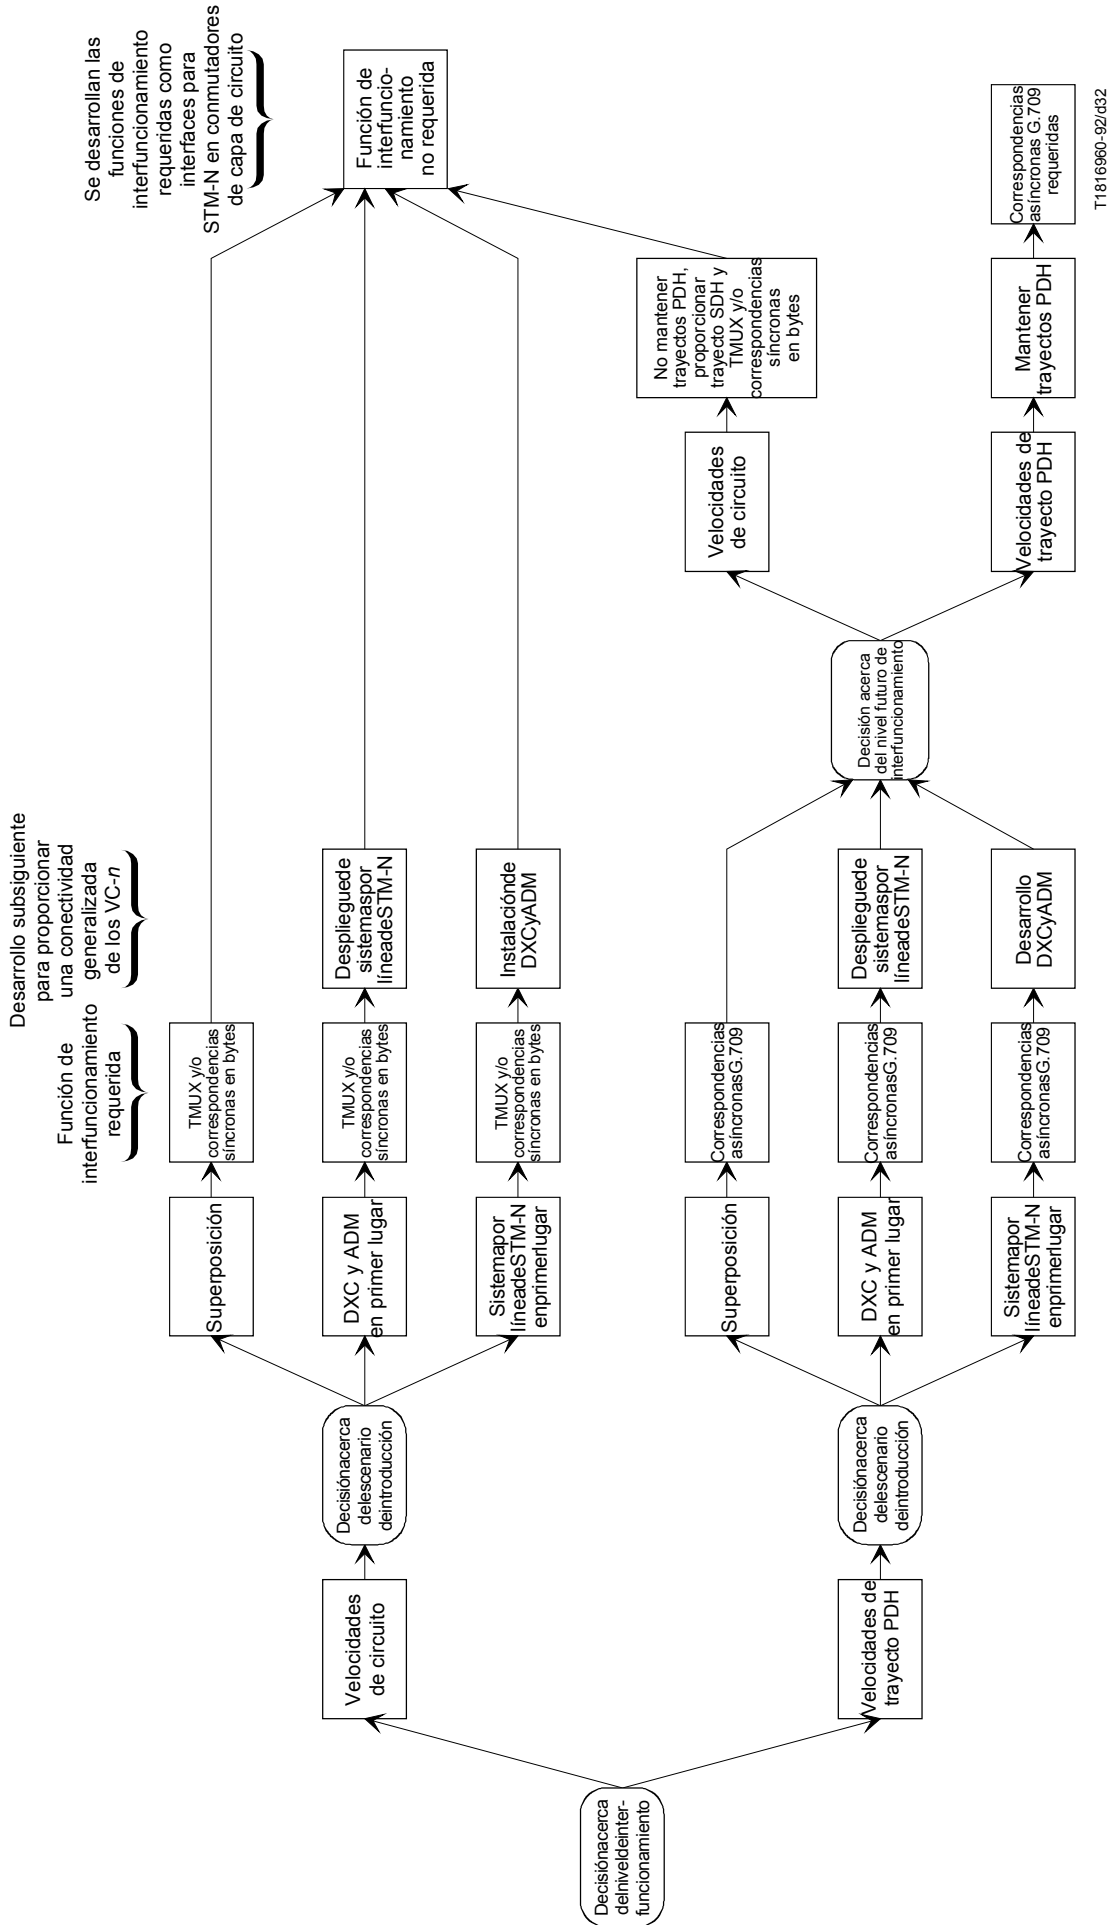 Se desarrollan las
funciones de
interfuncionamiento
requeridas como
interfaces para
STM-N en conmutadores
de capa de circuito
Desarrollo subsiguiente
para proporcionar
una conectividad
generalizada
de los VC-n
Función de
interfuncionamiento
requerida
Decisiónacerca
delniveldeinter-
funcionamiento
Velocidades
de circuito
Decisiónacerca
delescenario
deintroducción
Superposición
TMUX y/o
correspondencias
síncronas en bytes
DXC y ADM
en primer lugar
TMUX y/o
correspondencias
síncronas en bytes
Desplieguede
sistemaspor
líneadeSTM-N
Sistemapor
líneadeSTM-N
enprimerlugar
TMUX y/o
correspondencias
síncronas en bytes
Instalaciónde
DXCyADM
Función de
interfuncio-
namiento
no requerida
Velocidades de
trayecto PDH
Decisiónacerca
delescenario
deintroducción
Superposición
Correspondencias
asíncronasG.709
DXC y ADM
en primer lugar
Correspondencias
asíncronasG.709
Desplieguede
sistemaspor
líneadeSTM-N
Sistemapor
líneadeSTM-N
enprimerlugar
Correspondencias
asíncronasG.709
Desarrollo
DXCyADM
Decisión acerca
del nivel futuro de
interfuncionamiento
Velocidades
de circuito
No mantener
trayectos PDH,
proporcionar
trayecto SDH y
TMUX y/o
correspondencias
síncronas
en bytes
Velocidades de
trayecto PDH
Mantener
trayectos PDH
Correspondencias
asíncronas G.709
requeridas
T1816960-92/d32